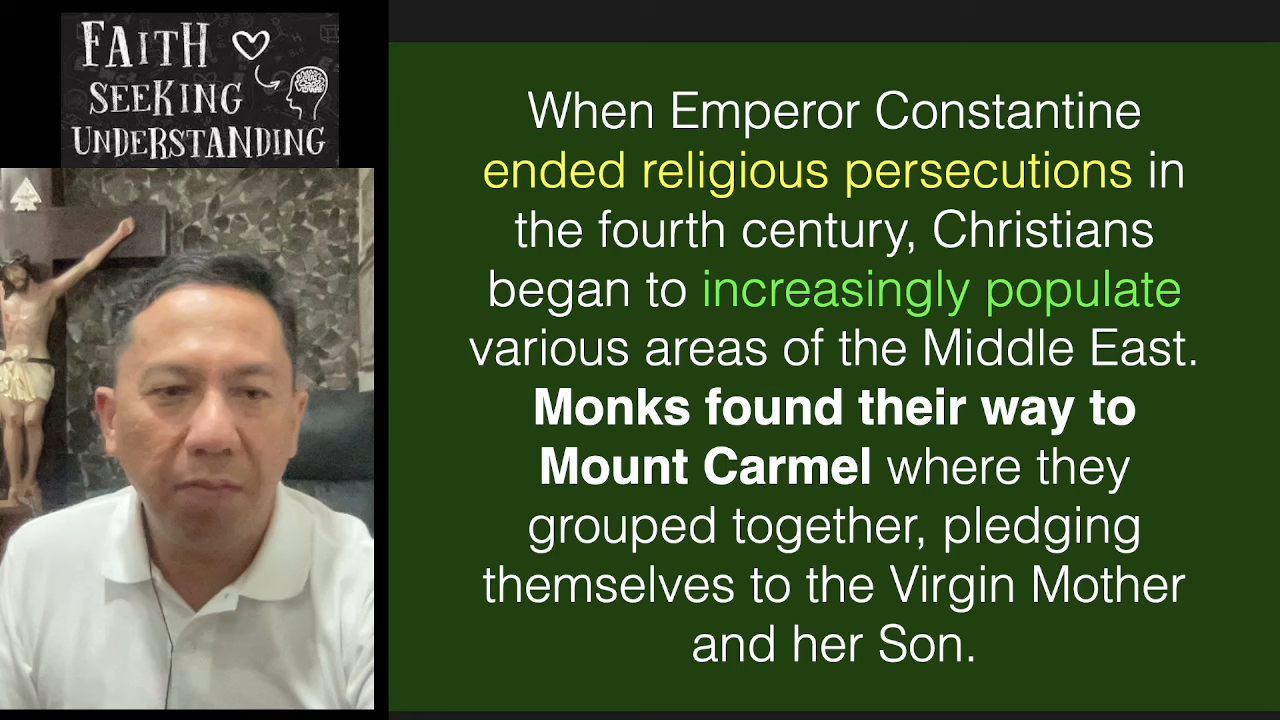 FAITH
SEEKING
UNDERSTANDING
When Emperor Constantine
ended religious persecutions in
the fourth century, Christians
began to increasingly populate
various areas of the Middle East.
Monks found their way to
Mount Carmel where they
grouped together, pledging
themselves to the Virgin Mother
and her Son.